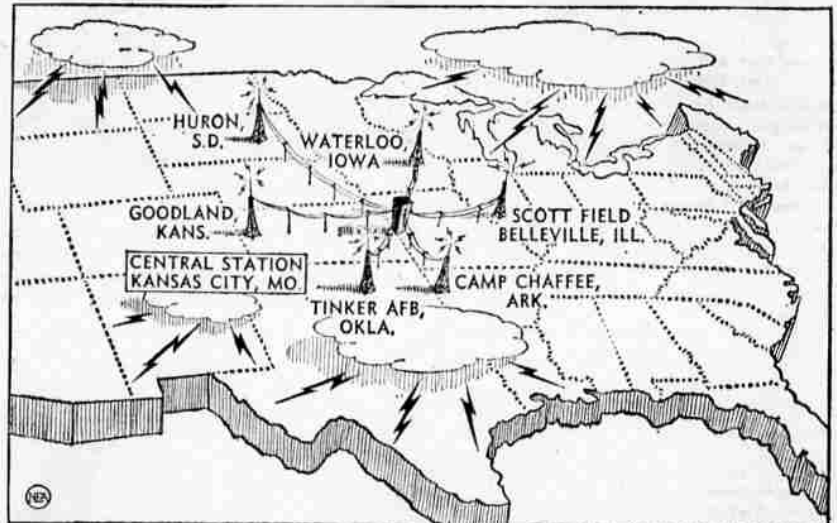 HURON,
S.D.
WATERLOO,
IOWA
GOODLAND,
KANS.
SCOTT FIELD
BELLEVILLE, ILL.
CENTRAL STATION
KANSAS CITY, MO.
TINKER AFB,
OKLA.
CAMP CHAFFEE,
ARK.
NEA